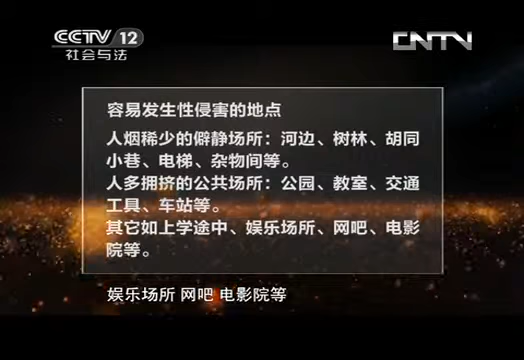 CCTV 12
社会与法
CNTV
容易发生性侵害的地点
人烟稀少的僻静场所：河边、树林、胡同
小巷、电梯、杂物间等。
人多拥挤的公共场所：公园、教室、交通
工具、车站等。
其它如上学途中、娱乐场所、网吧、电影
院等。
娱乐场所 网吧 电影院等